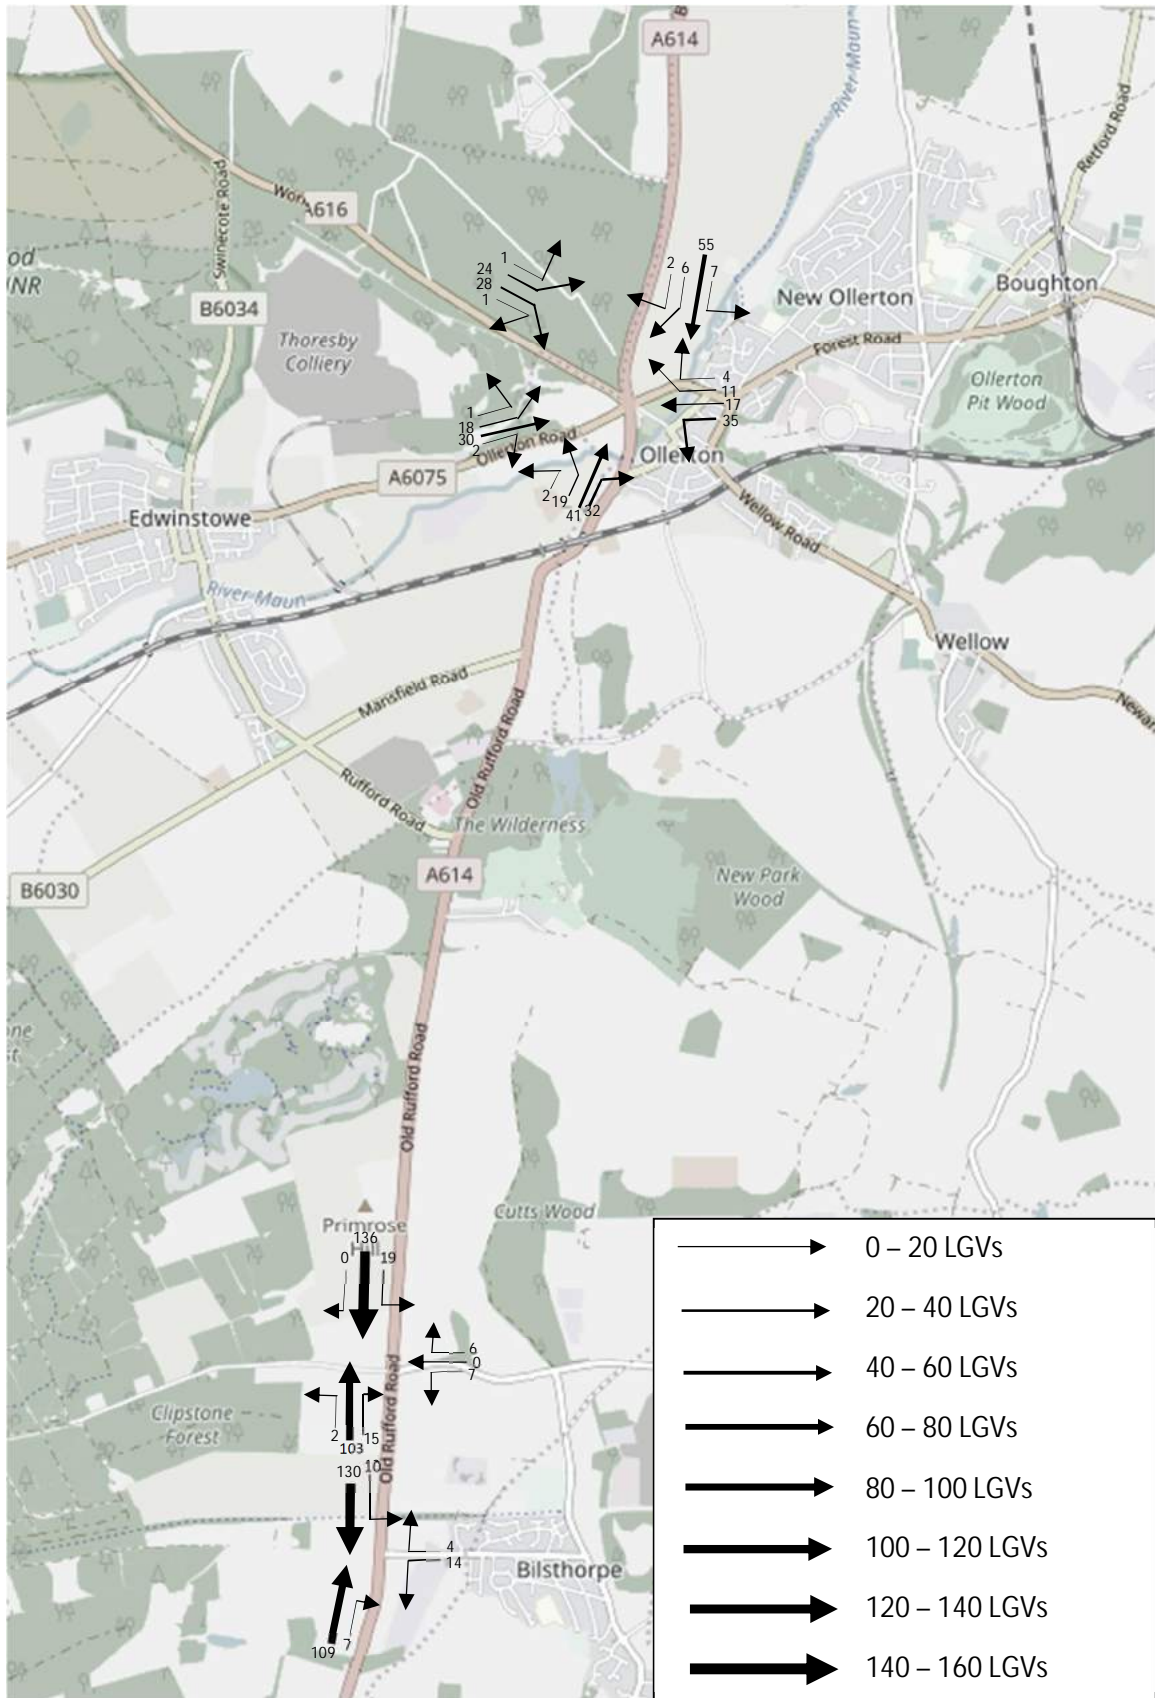 B
A614
River Maun
Retford Road
Swinecote Road
Wor
A616
ood
NNR
B6034
Thoresby
Colliery
1
24
28
1
55
2
6
7
New Ollerton
Boughton
Forest Road
Ollerton
Pit Wood
4
11
17
35
1
18
30
2
Ollerton Road
Ollerton
A6075
2
19
41
32
Edwinstowe
Wellow Road
River Maun
Wellow
Mansfield Road
Newar
Old Rufford Road
Rufford Road
The Wilderness
A614
B6030
New Park
Wood
one
st
Old Rufford Road
Cutts Wood
Primrose
Hill
136
0
19
6
0
7
Old Rufford Road
Clipstone
Forest
2
103
15
130
10
4
14
Bilsthorpe
109
7
0 – 20 LGVs
20 – 40 LGVs
40 – 60 LGVs
60 – 80 LGVs
80 – 100 LGVs
100 – 120 LGVs
120 – 140 LGVs
140 – 160 LGVs